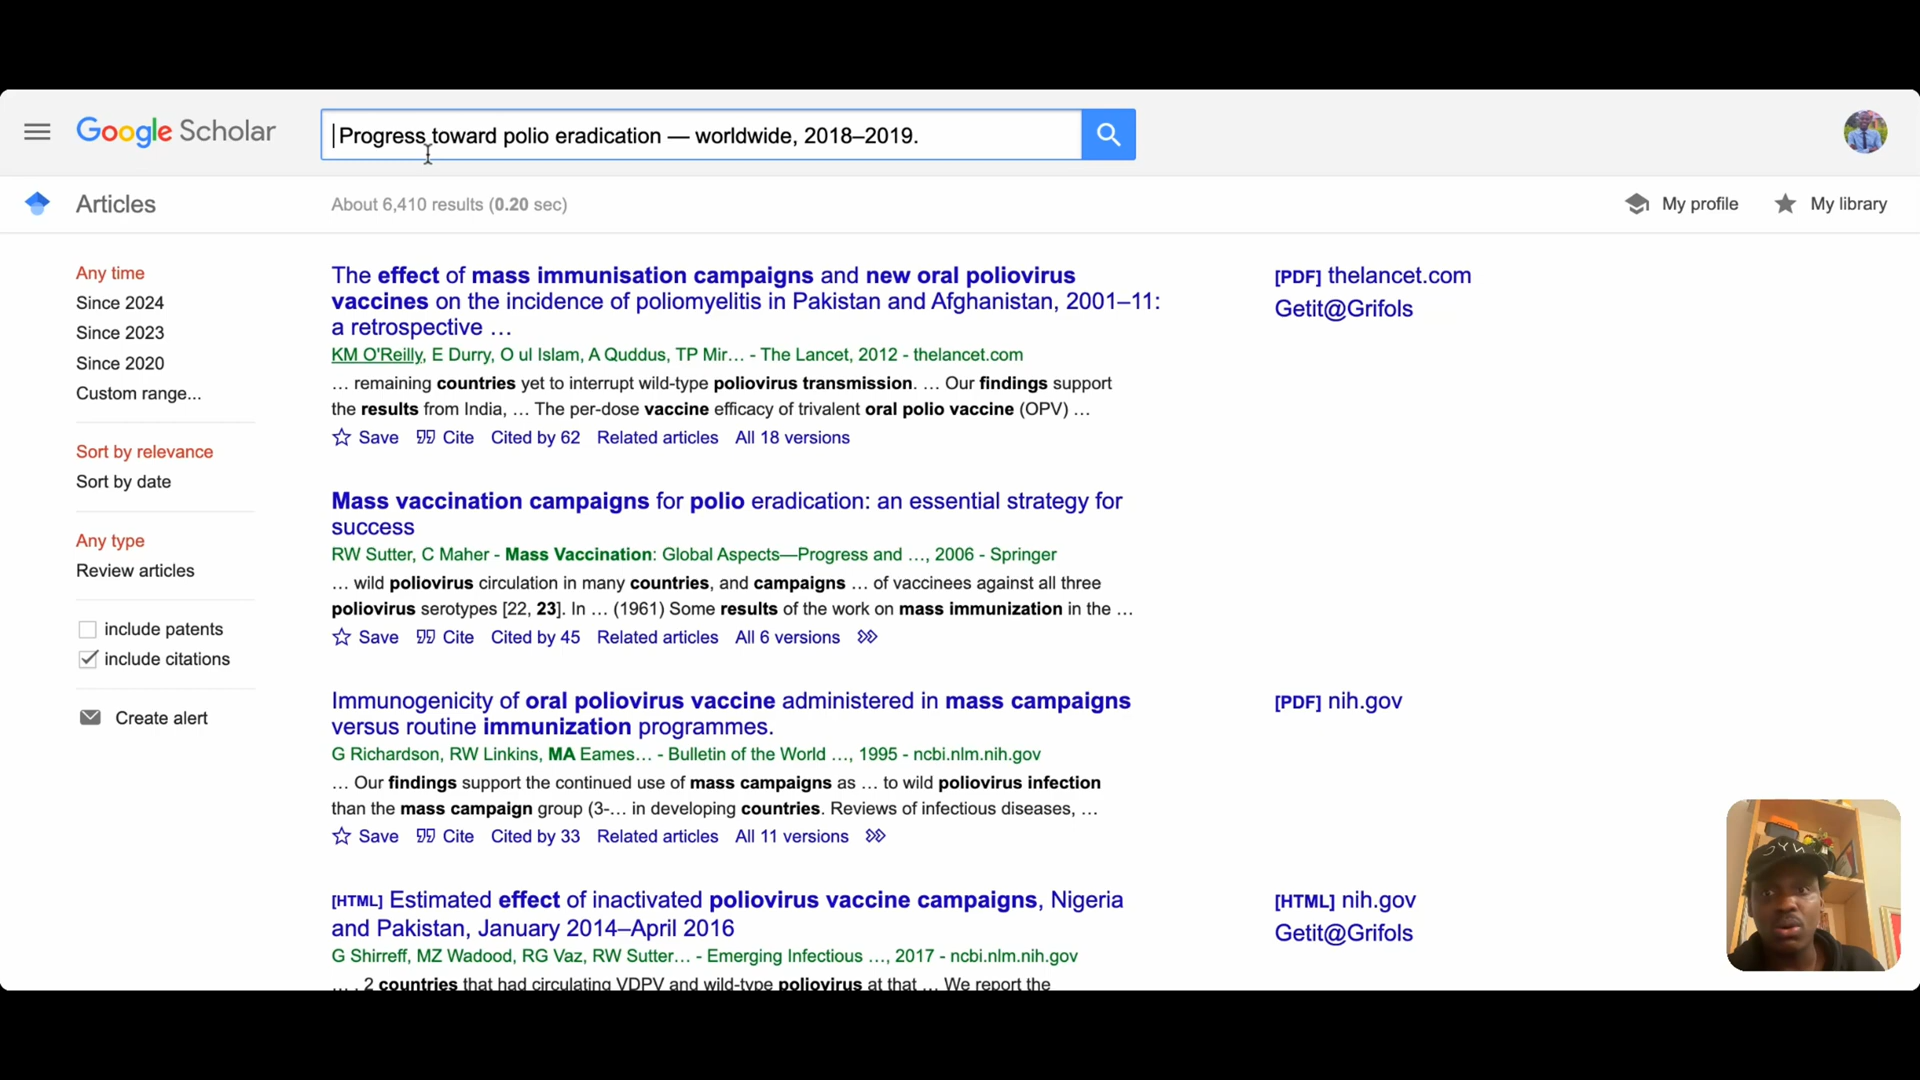 Google Scholar
Progress toward polio eradication — worldwide, 2018–2019.
Articles
About 6,410 results (0.20 sec)
My profile
My library
Any time
Since 2024
Since 2023
Since 2020
Custom range...
Sort by relevance
Sort by date
Any type
Review articles
include patents
include citations
Create alert
The effect of mass immunisation campaigns and new oral poliovirus
vaccines on the incidence of poliomyelitis in Pakistan and Afghanistan, 2001–11:
a retrospective …
KM O'Reilly, E Durry, O ul Islam, A Quddus, TP Mir… - The Lancet, 2012 - thelancet.com
… remaining countries yet to interrupt wild-type poliovirus transmission. … Our findings support
the results from India, … The per-dose vaccine efficacy of trivalent oral polio vaccine (OPV) …
Save Cite Cited by 62 Related articles All 18 versions
[PDF] thelancet.com
Getit@Grifols
Mass vaccination campaigns for polio eradication: an essential strategy for
success
RW Sutter, C Maher - Mass Vaccination: Global Aspects—Progress and …, 2006 - Springer
… wild poliovirus circulation in many countries, and campaigns … of vaccinees against all three
poliovirus serotypes [22, 23]. In … (1961) Some results of the work on mass immunization in the …
Save Cite Cited by 45 Related articles All 6 versions
Immunogenicity of oral poliovirus vaccine administered in mass campaigns
versus routine immunization programmes.
G Richardson, RW Linkins, MA Eames… - Bulletin of the World …, 1995 - ncbi.nlm.nih.gov
… Our findings support the continued use of mass campaigns as … to wild poliovirus infection
than the mass campaign group (3-… in developing countries. Reviews of infectious diseases, …
Save Cite Cited by 33 Related articles All 11 versions
[PDF] nih.gov
[HTML] Estimated effect of inactivated poliovirus vaccine campaigns, Nigeria
and Pakistan, January 2014–April 2016
G Shirreff, MZ Wadood, RG Vaz, RW Sutter… - Emerging Infectious …, 2017 - ncbi.nlm.nih.gov
… . 2 countries that had circulating VDPV and wild-type poliovirus at that … We report the
[HTML] nih.gov
Getit@Grifols